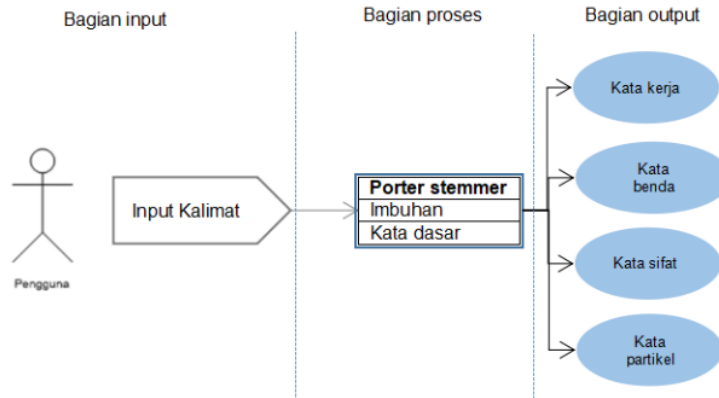 Bagian input
Bagian proses
Bagian output
Pengguna
Input Kalimat
Porter stemmer
Imbuhan
Kata dasar
Kata kerja
Kata
benda
Kata sifat
Kata
partikel